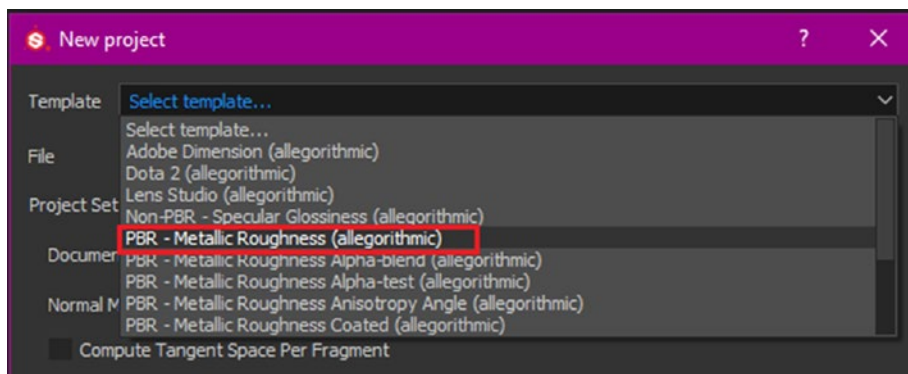 New project
?
Template
Select template...
Select template...
Adobe Dimension (allegorithmic)
Dota 2 (allegorithmic)
File
Lens Studio (allegorithmic)
Project Set
Non-PBR - Specular Glossiness (allegorithmic)
PBR - Metallic Roughness (allegorithmic)
Documer
PBR - Metallic Roughness Alpha-blend (allegorithmic)
PBR - Metallic Roughness Alpha-test (allegorithmic)
Normal M
PBR - Metallic Roughness Anisotropy Angle (allegorithmic)
PBR - Metallic Roughness Coated (allegorithmic)
Compute Tangent Space Per Fragment